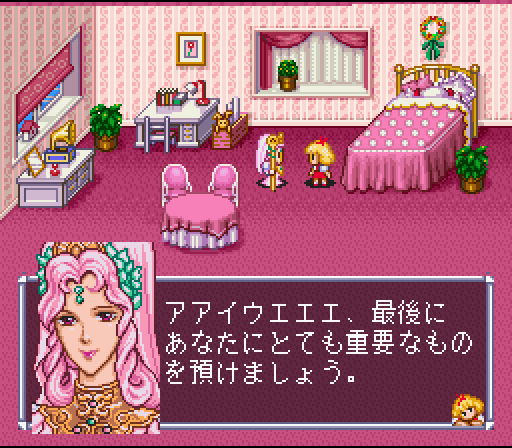 アアイウエエエ、最後に
あなたにとても重要なもの
を預けましょう。